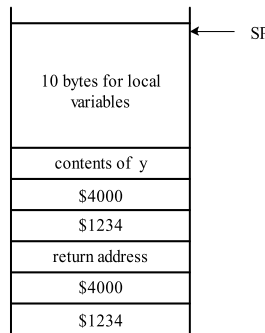 SP
10 bytes for local
variables
contents of y
$4000
$1234
return address
$4000
$1234